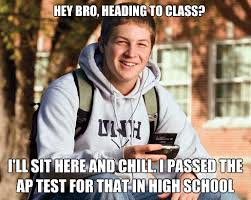 HEY BRO, HEADING TO CLASS?
UNH
I'LL SIT HERE AND CHILL. I PASSED THE
AP TEST FOR THAT IN HIGH SCHOOL